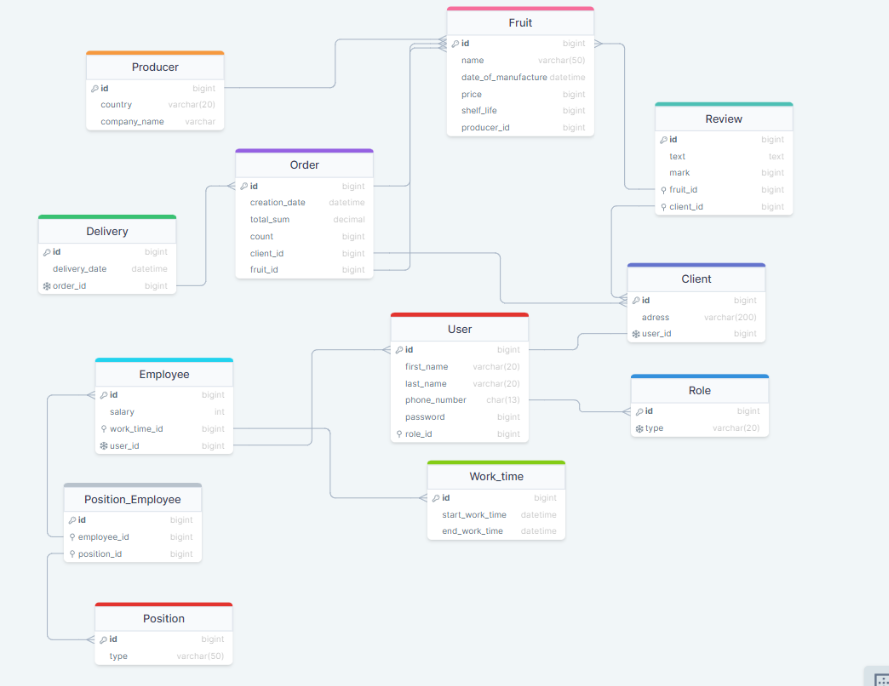 Fruit
id bigint
name varchar(50)
date_of_manufacture datetime
price bigint
shelf_life bigint
producer_id bigint
Producer
id bigint
country varchar(20)
company_name varchar
Review
id bigint
text text
mark bigint
fruit_id bigint
client_id bigint
Order
id bigint
creation_date datetime
total_sum decimal
count bigint
client_id bigint
fruit_id bigint
Delivery
id bigint
delivery_date datetime
order_id bigint
Client
id bigint
adress varchar(200)
user_id bigint
User
id bigint
first_name varchar(20)
last_name varchar(20)
phone_number char(13)
password bigint
role_id bigint
Employee
id bigint
salary int
work_time_id bigint
user_id bigint
Role
id bigint
type varchar(20)
Work_time
id bigint
start_work_time datetime
end_work_time datetime
Position_Employee
id bigint
employee_id bigint
position_id bigint
Position
id bigint
type varchar(50)